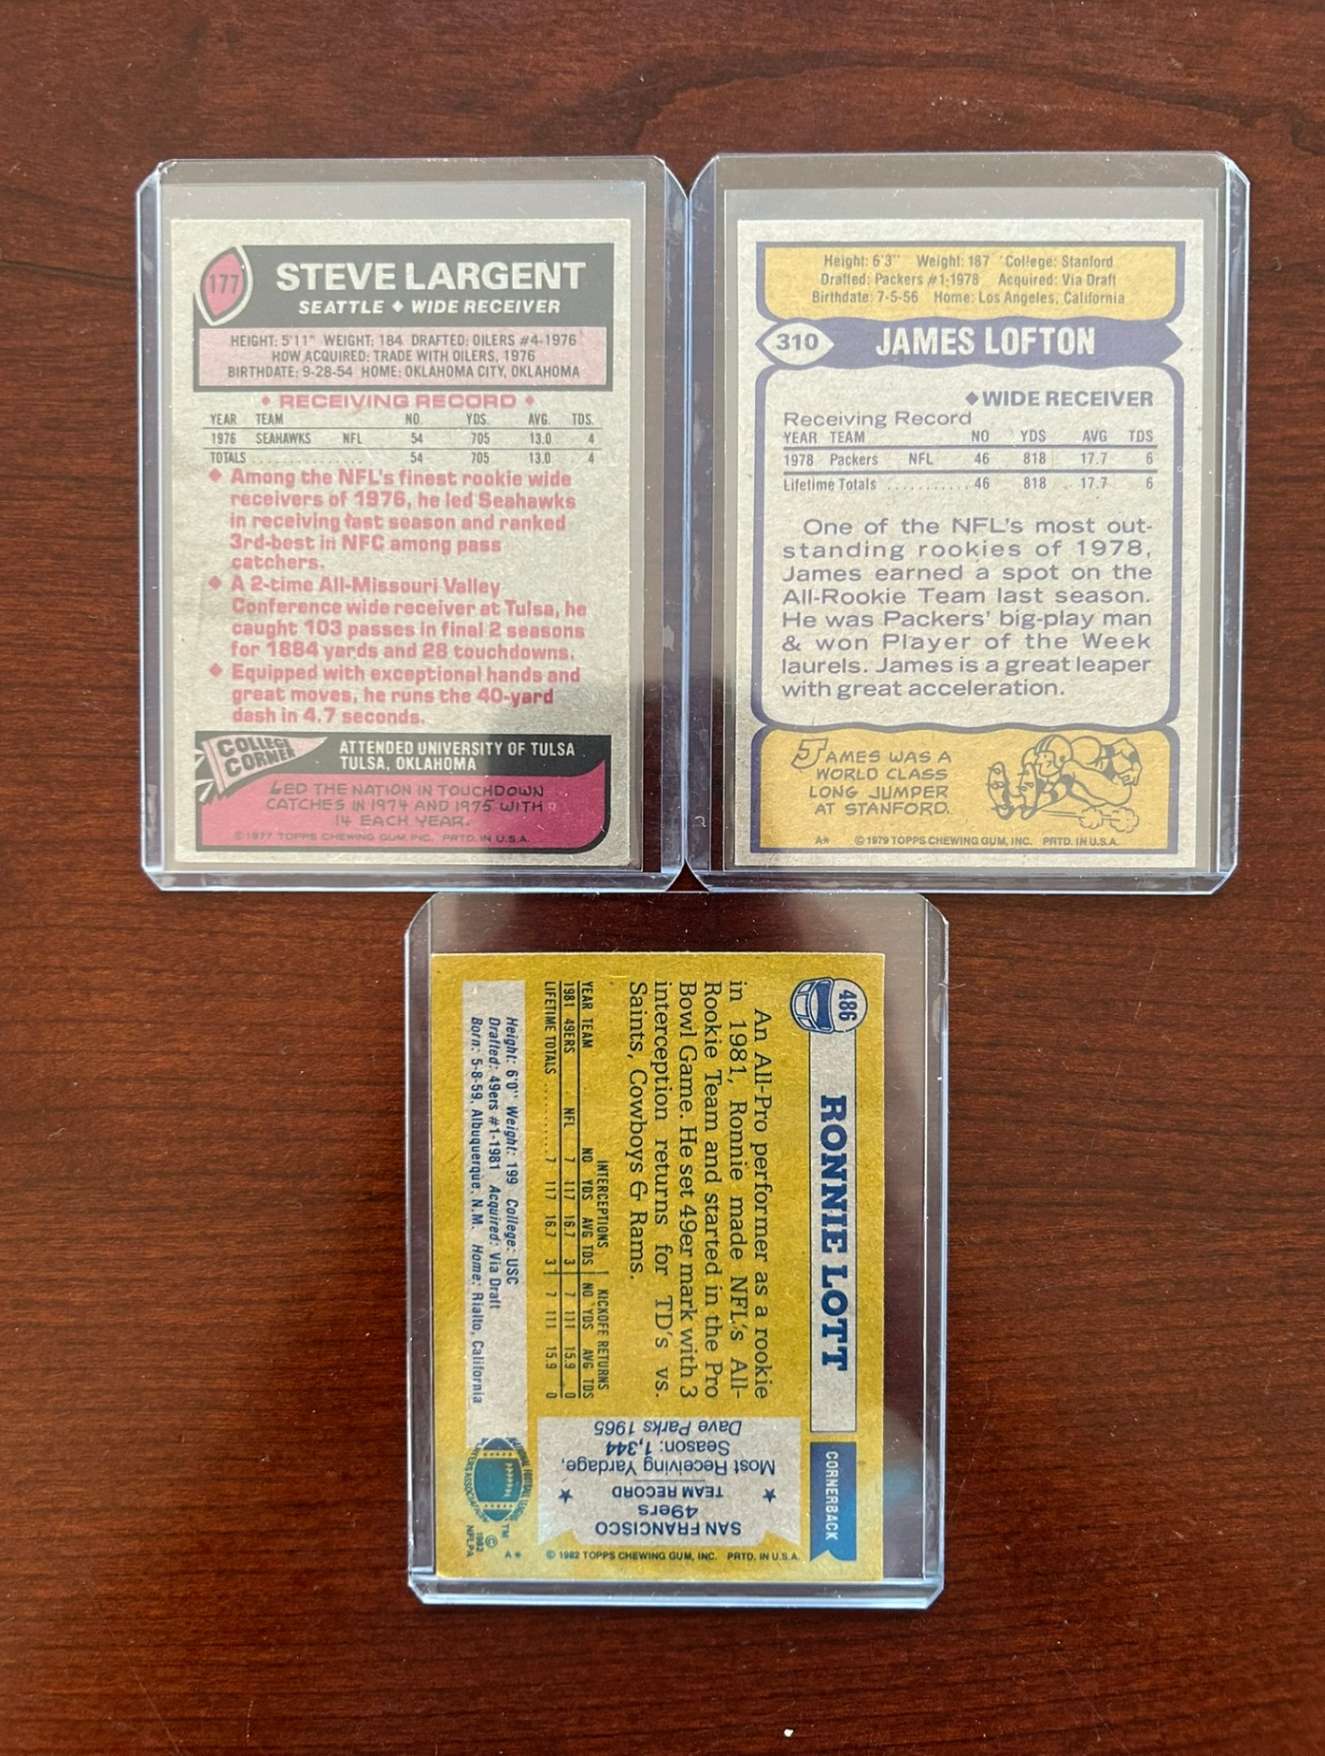 177
STEVE LARGENT
SEATTLE ◆ WIDE RECEIVER
HEIGHT: 5'11" WEIGHT: 184 DRAFTED: OILERS #4-1976
HOW ACQUIRED: TRADE WITH OILERS, 1976
BIRTHDATE: 9-28-54 HOME: OKLAHOMA CITY, OKLAHOMA
◆ RECEIVING RECORD ◆
YEAR TEAM NO. YDS. AVG. TDS.
1976 SEAHAWKS NFL 54 705 13.0 4
TOTALS .................... 54 705 13.0 4
◆ Among the NFL's finest rookie wide
receivers of 1976, he led Seahawks
in receiving last season and ranked
3rd-best in NFC among pass
catchers.
◆ A 2-time All-Missouri Valley
Conference wide receiver at Tulsa, he
caught 103 passes in final 2 seasons
for 1884 yards and 28 touchdowns.
◆ Equipped with exceptional hands and
great moves, he runs the 40-yard
dash in 4.7 seconds.
COLLEGE
CORNER
ATTENDED UNIVERSITY OF TULSA
TULSA, OKLAHOMA
LED THE NATION IN TOUCHDOWN
CATCHES IN 1974 AND 1975 WITH
14 EACH YEAR.
© 1977 TOPPS CHEWING GUM, INC. PRTD. IN U.S.A.
Height: 6'3" Weight: 187 College: Stanford
Drafted: Packers #1-1978 Acquired: Via Draft
Birthdate: 7-5-56 Home: Los Angeles, California
310
JAMES LOFTON
◆WIDE RECEIVER
Receiving Record
YEAR TEAM NO YDS AVG TDS
1978 Packers NFL 46 818 17.7 6
Lifetime Totals ........... 46 818 17.7 6
One of the NFL's most out-
standing rookies of 1978,
James earned a spot on the
All-Rookie Team last season.
He was Packers' big-play man
& won Player of the Week
laurels. James is a great leaper
with great acceleration.
JAMES WAS A
WORLD CLASS
LONG JUMPER
AT STANFORD.
A* © 1979 TOPPS CHEWING GUM, INC. PRTD. IN U.S.A.
486
RONNIE LOTT
CORNERBACK
An All-Pro performer as a rookie
in 1981, Ronnie made NFL's All-
Rookie Team and started in the Pro
Bowl Game. He set 49er mark with 3
interception returns for TD's vs.
Saints, Cowboys & Rams.
INTERCEPTIONS KICKOFF RETURNS
YEAR TEAM NO YDS AVG TDS NO YDS AVG TDS
1981 49ERS NFL 7 117 16.7 3 7 111 15.9 0
LIFETIME TOTALS .......... 7 117 16.7 3 7 111 15.9 0
Height: 6'0" Weight: 199 College: USC
Drafted: 49ers #1-1981 Acquired: Via Draft
Born: 5-8-59, Albuquerque, N.M. Home: Rialto, California
SAN FRANCISCO
49ers
★ TEAM RECORD ★
Most Receiving Yardage,
Season: 1,344
Dave Parks 1965
TM
©
1982
NFLPA
A*
© 1982 TOPPS CHEWING GUM, INC. PRTD. IN U.S.A.